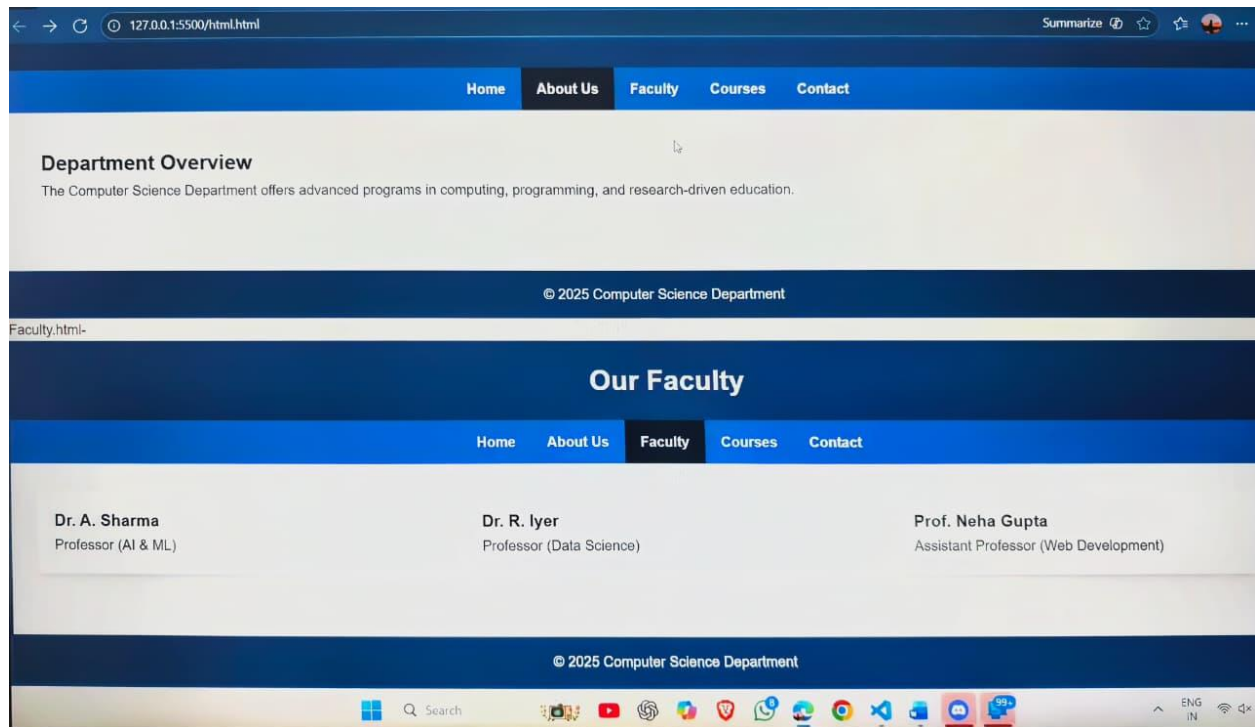 127.0.0.1:5500/html.html Summarize
Home About Us Faculty Courses Contact
Department Overview
The Computer Science Department offers advanced programs in computing, programming, and research-driven education.
© 2025 Computer Science Department
Faculty.html-
Our Faculty
Home About Us Faculty Courses Contact
Dr. A. Sharma Dr. R. Iyer Prof. Neha Gupta
Professor (AI & ML) Professor (Data Science) Assistant Professor (Web Development)
© 2025 Computer Science Department
Search 99+ ENG
IN